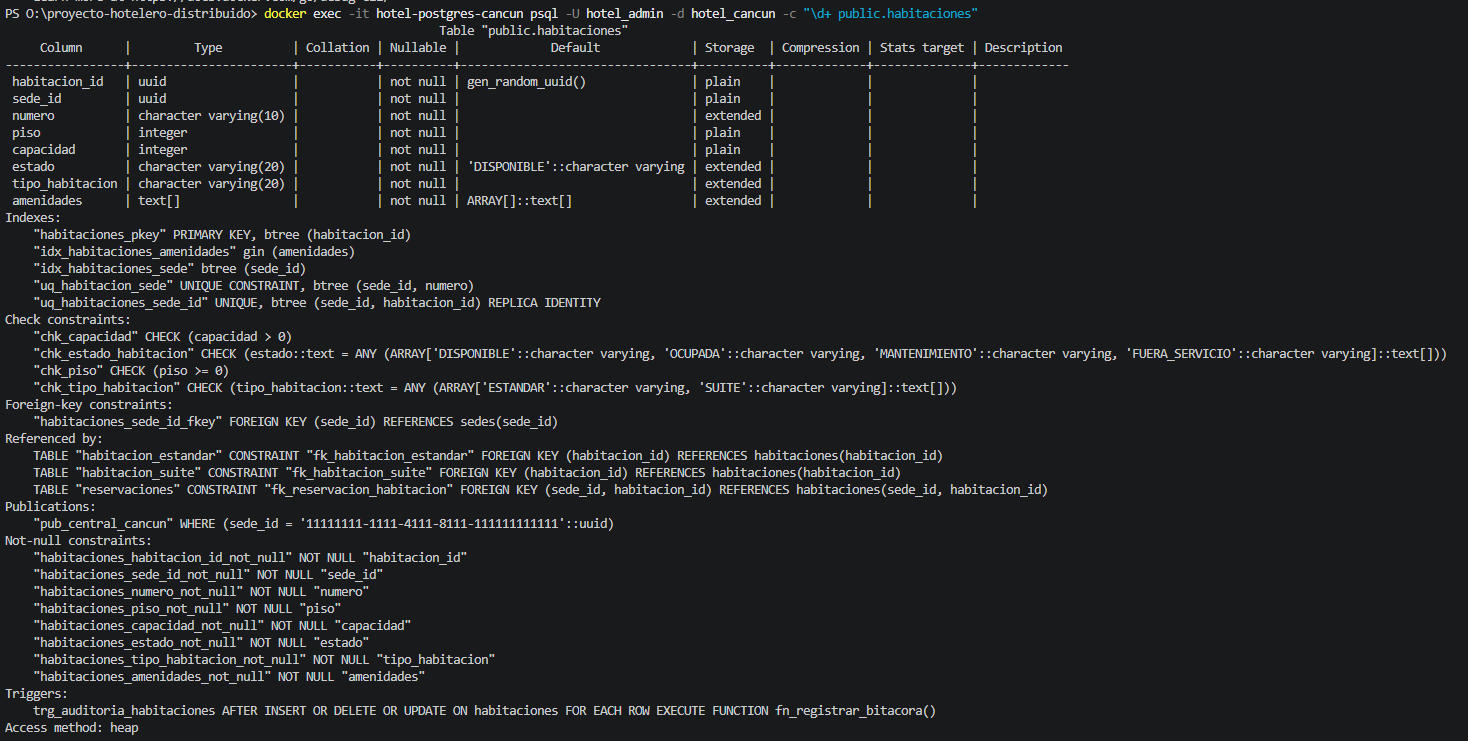 PS O:\proyecto-hotelero-distribuido> docker exec -it hotel-postgres-cancun psql -U hotel_admin -d hotel_cancun -c "\d+ public.habitaciones"
                                                                Table "public.habitaciones"
     Column      |         Type          | Collation | Nullable |             Default             | Storage  | Compression | Stats target | Description
-----------------+-----------------------+-----------+----------+---------------------------------+----------+-------------+--------------+-------------
 habitacion_id   | uuid                  |           | not null | gen_random_uuid()               | plain    |             |              |
 sede_id         | uuid                  |           | not null |                                 | plain    |             |              |
 numero          | character varying(10) |           | not null |                                 | extended |             |              |
 piso            | integer               |           | not null |                                 | plain    |             |              |
 capacidad       | integer               |           | not null |                                 | plain    |             |              |
 estado          | character varying(20) |           | not null | 'DISPONIBLE'::character varying | extended |             |              |
 tipo_habitacion | character varying(20) |           | not null |                                 | extended |             |              |
 amenidades      | text[]                |           | not null | ARRAY[]::text[]                 | extended |             |              |
Indexes:
    "habitaciones_pkey" PRIMARY KEY, btree (habitacion_id)
    "idx_habitaciones_amenidades" gin (amenidades)
    "idx_habitaciones_sede" btree (sede_id)
    "uq_habitacion_sede" UNIQUE CONSTRAINT, btree (sede_id, numero)
    "uq_habitaciones_sede_id" UNIQUE, btree (sede_id, habitacion_id) REPLICA IDENTITY
Check constraints:
    "chk_capacidad" CHECK (capacidad > 0)
    "chk_estado_habitacion" CHECK (estado::text = ANY (ARRAY['DISPONIBLE'::character varying, 'OCUPADA'::character varying, 'MANTENIMIENTO'::character varying, 'FUERA_SERVICIO'::character varying]::text[]))
    "chk_piso" CHECK (piso >= 0)
    "chk_tipo_habitacion" CHECK (tipo_habitacion::text = ANY (ARRAY['ESTANDAR'::character varying, 'SUITE'::character varying]::text[]))
Foreign-key constraints:
    "habitaciones_sede_id_fkey" FOREIGN KEY (sede_id) REFERENCES sedes(sede_id)
Referenced by:
    TABLE "habitacion_estandar" CONSTRAINT "fk_habitacion_estandar" FOREIGN KEY (habitacion_id) REFERENCES habitaciones(habitacion_id)
    TABLE "habitacion_suite" CONSTRAINT "fk_habitacion_suite" FOREIGN KEY (habitacion_id) REFERENCES habitaciones(habitacion_id)
    TABLE "reservaciones" CONSTRAINT "fk_reservacion_habitacion" FOREIGN KEY (sede_id, habitacion_id) REFERENCES habitaciones(sede_id, habitacion_id)
Publications:
    "pub_central_cancun" WHERE (sede_id = '11111111-1111-4111-8111-111111111111'::uuid)
Not-null constraints:
    "habitaciones_habitacion_id_not_null" NOT NULL "habitacion_id"
    "habitaciones_sede_id_not_null" NOT NULL "sede_id"
    "habitaciones_numero_not_null" NOT NULL "numero"
    "habitaciones_piso_not_null" NOT NULL "piso"
    "habitaciones_capacidad_not_null" NOT NULL "capacidad"
    "habitaciones_estado_not_null" NOT NULL "estado"
    "habitaciones_tipo_habitacion_not_null" NOT NULL "tipo_habitacion"
    "habitaciones_amenidades_not_null" NOT NULL "amenidades"
Triggers:
    trg_auditoria_habitaciones AFTER INSERT OR DELETE OR UPDATE ON habitaciones FOR EACH ROW EXECUTE FUNCTION fn_registrar_bitacora()
Access method: heap